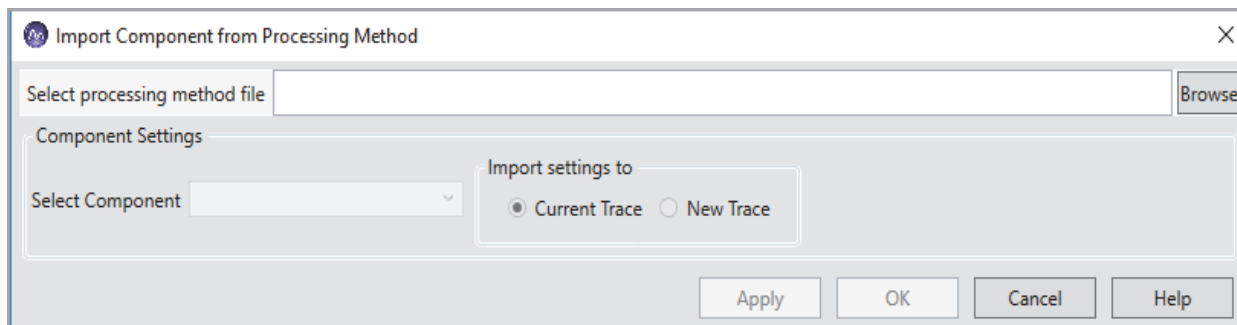 Import Component from Processing Method
Select processing method file
Browse
Component Settings
Import settings to
Select Component
Current Trace
New Trace
Apply
OK
Cancel
Help